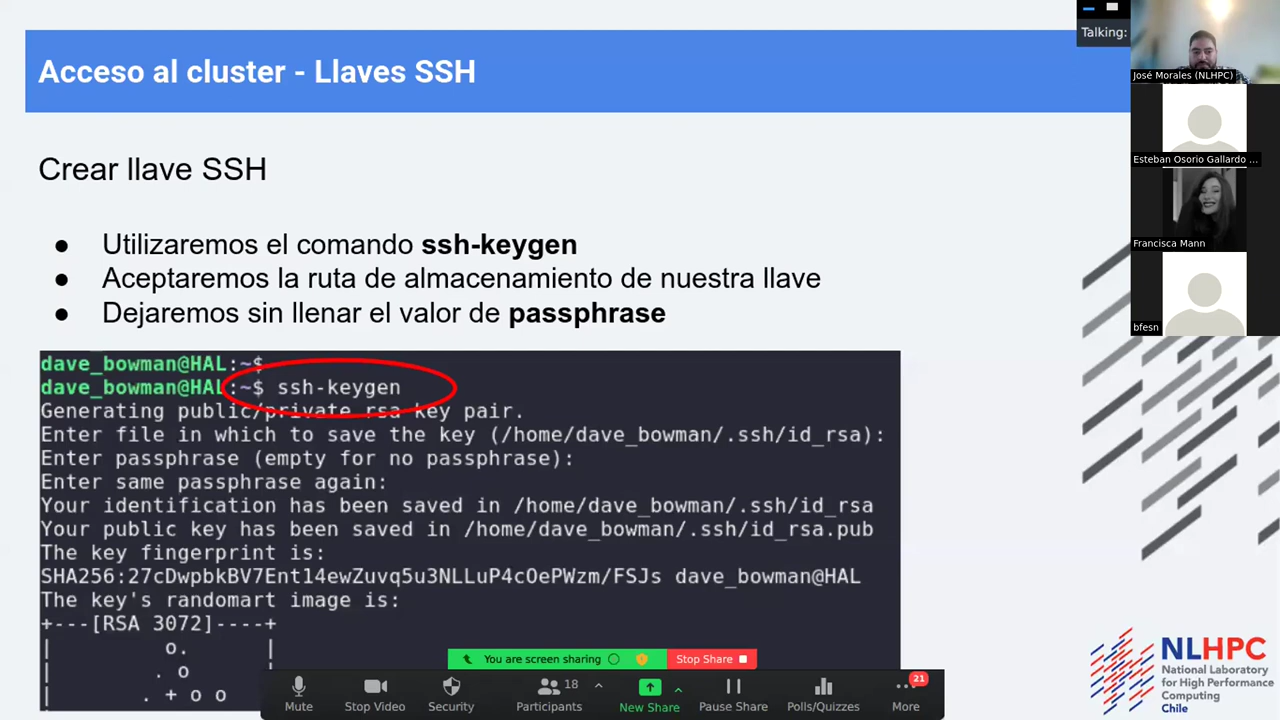 Acceso al cluster - Llaves SSH
Crear llave SSH
● Utilizaremos el comando ssh-keygen
● Aceptaremos la ruta de almacenamiento de nuestra llave
● Dejaremos sin llenar el valor de passphrase
dave_bowman@HAL:~$
dave_bowman@HAL:~$ ssh-keygen
Generating public/private rsa key pair.
Enter file in which to save the key (/home/dave_bowman/.ssh/id_rsa):
Enter passphrase (empty for no passphrase):
Enter same passphrase again:
Your identification has been saved in /home/dave_bowman/.ssh/id_rsa
Your public key has been saved in /home/dave_bowman/.ssh/id_rsa.pub
The key fingerprint is:
SHA256:27cDwpbkBV7Ent14ewZuvq5u3NLLuP4cOePWzm/FSJs dave_bowman@HAL
The key's randomart image is:
+---[RSA 3072]----+
|          o.       |
|         . o       |
|        . + o o
Talking:
José Morales (NLHPC)
Esteban Osorio Gallardo ...
Francisca Mann
bfesn
NLHPC
National Laboratory
for High Performance
Computing
Chile
You are screen sharing
Stop Share
Mute
Stop Video
Security
Participants
18
New Share
Pause Share
Polls/Quizzes
More
21